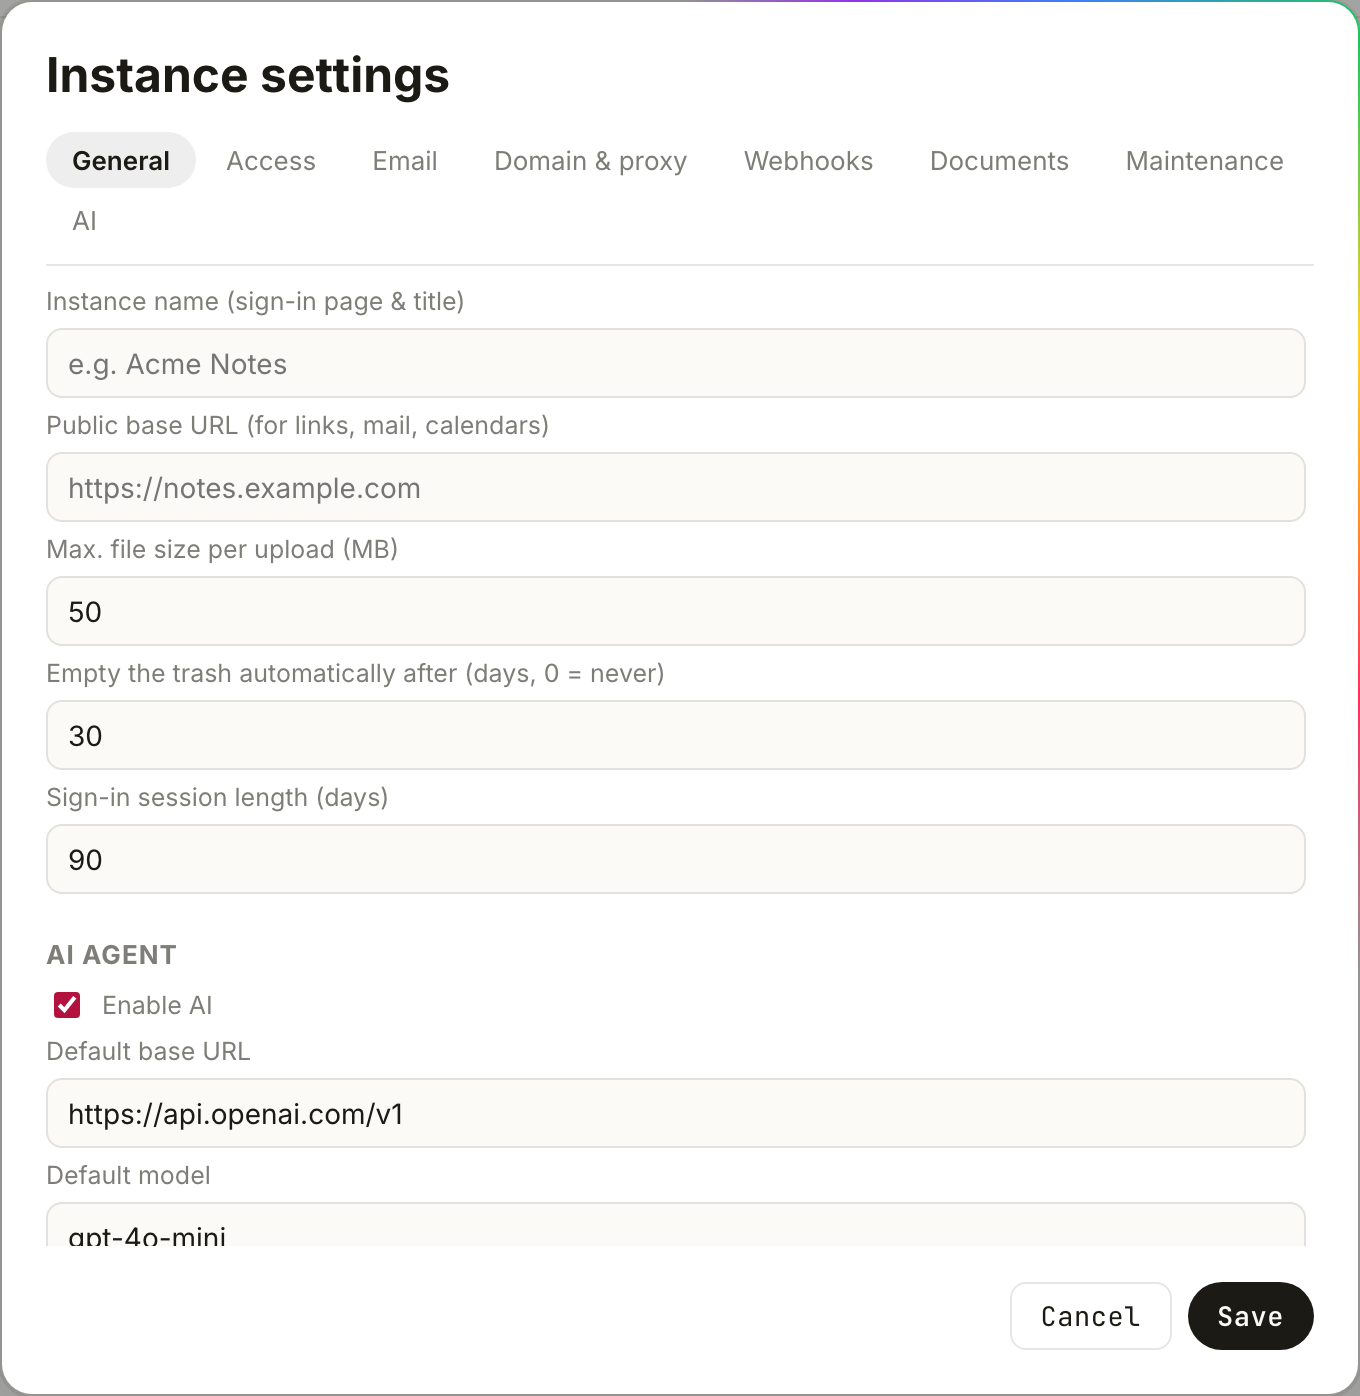 Instance settings
General Access Email Domain & proxy Webhooks Documents Maintenance
AI
Instance name (sign-in page & title)
e.g. Acme Notes
Public base URL (for links, mail, calendars)
https://notes.example.com
Max. file size per upload (MB)
50
Empty the trash automatically after (days, 0 = never)
30
Sign-in session length (days)
90
AI AGENT
Enable AI
Default base URL
https://api.openai.com/v1
Default model
gpt-4o-mini
Cancel Save